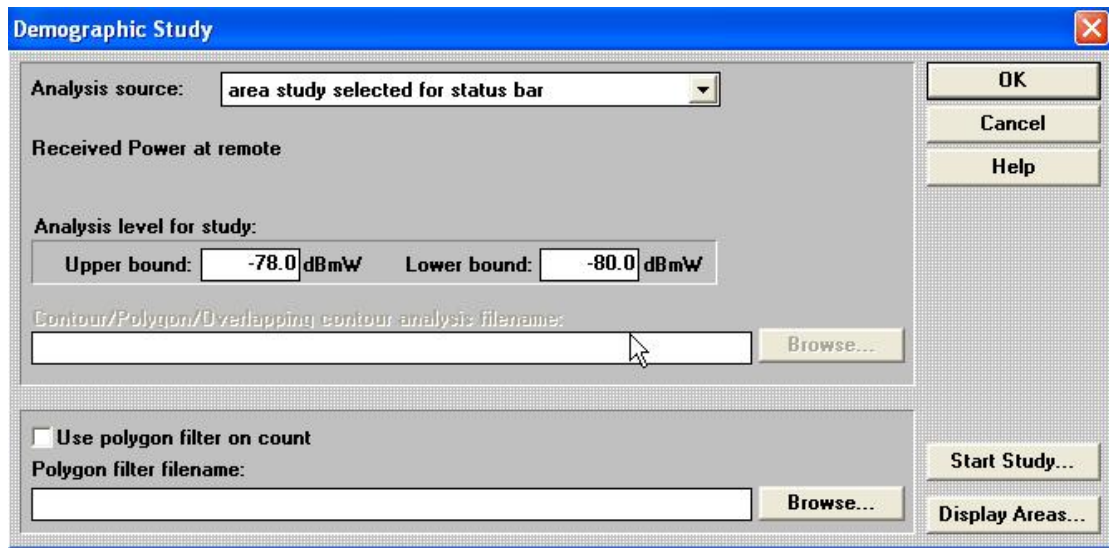 Demographic Study
Analysis source: area study selected for status bar
OK
Cancel
Received Power at remote
Help
Analysis level for study:
Upper bound: -78.0 dBmW Lower bound: -80.0 dBmW
Contour/Polygon/Overlapping contour analysis filename:
Browse...
Use polygon filter on count
Polygon filter filename:
Start Study...
Browse...
Display Areas...